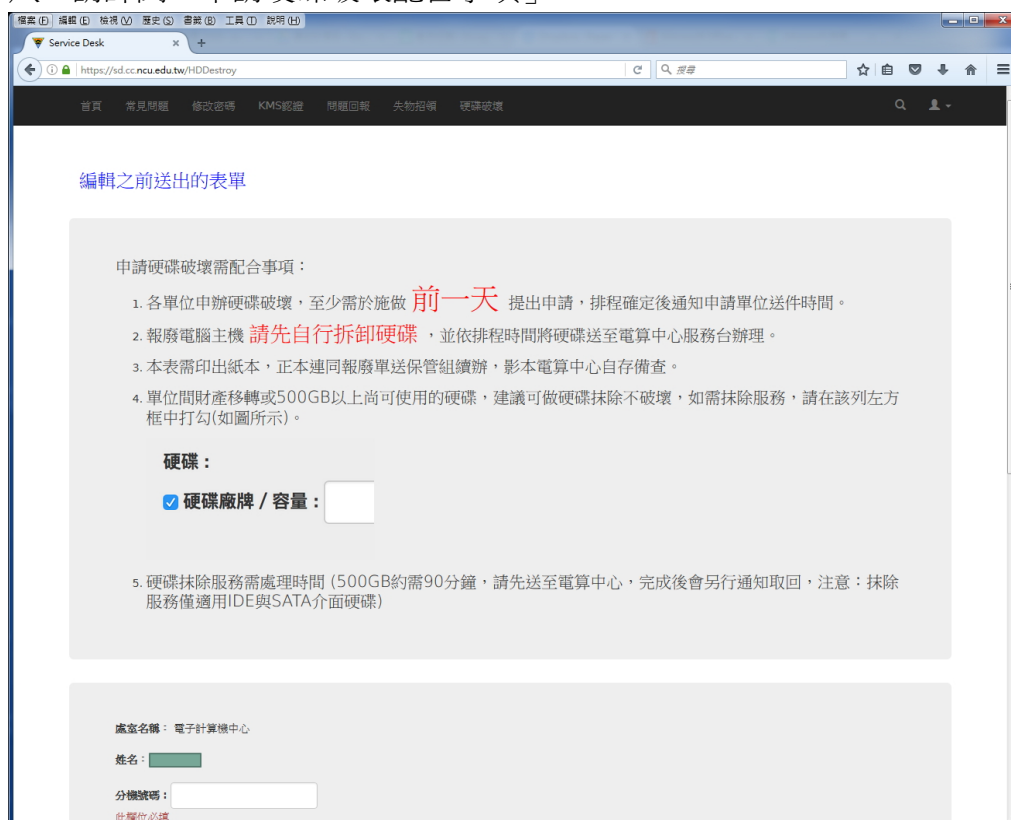 檔案(F) 編輯(E) 檢視(V) 歷史(S) 書籤(B) 工具(T) 說明(H)
Service Desk × +
https://sd.cc.ncu.edu.tw/HDDestroy 搜尋
首頁 常見問題 修改密碼 KMS認證 問題回報 失物招領 硬碟破壞
編輯之前送出的表單
申請硬碟破壞需配合事項：
1. 各單位申辦硬碟破壞，至少需於施做 前一天 提出申請，排程確定後通知申請單位送件時間。
2. 報廢電腦主機 請先自行拆卸硬碟 ，並依排程時間將硬碟送至電算中心服務台辦理。
3. 本表需印出紙本，正本連同報廢單送保管組續辦，影本電算中心自存備查。
4. 單位間財產移轉或500GB以上尚可使用的硬碟，建議可做硬碟抹除不破壞，如需抹除服務，請在該列左方
框中打勾(如圖所示)。
硬碟：
硬碟廠牌 / 容量：
5. 硬碟抹除服務需處理時間 (500GB約需90分鐘，請先送至電算中心，完成後會另行通知取回，注意：抹除
服務僅適用IDE與SATA介面硬碟)
處室名稱： 電子計算機中心
姓名：
分機號碼：
此欄位必填